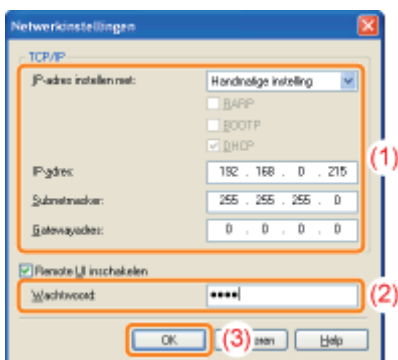 Netwerkinstellingen
TCP/IP
IP-adres instellen met: Handmatige instelling
RARP
BOOTP
DHCP
IP-adres: 192 . 168 . 0 . 215
Subnetmasker: 255 . 255 . 255 . 0
Gatewayadres: 0 . 0 . 0 . 0
(1)
Remote UI inschakelen
Wachtwoord: ••••
(2)
OK (3) Help